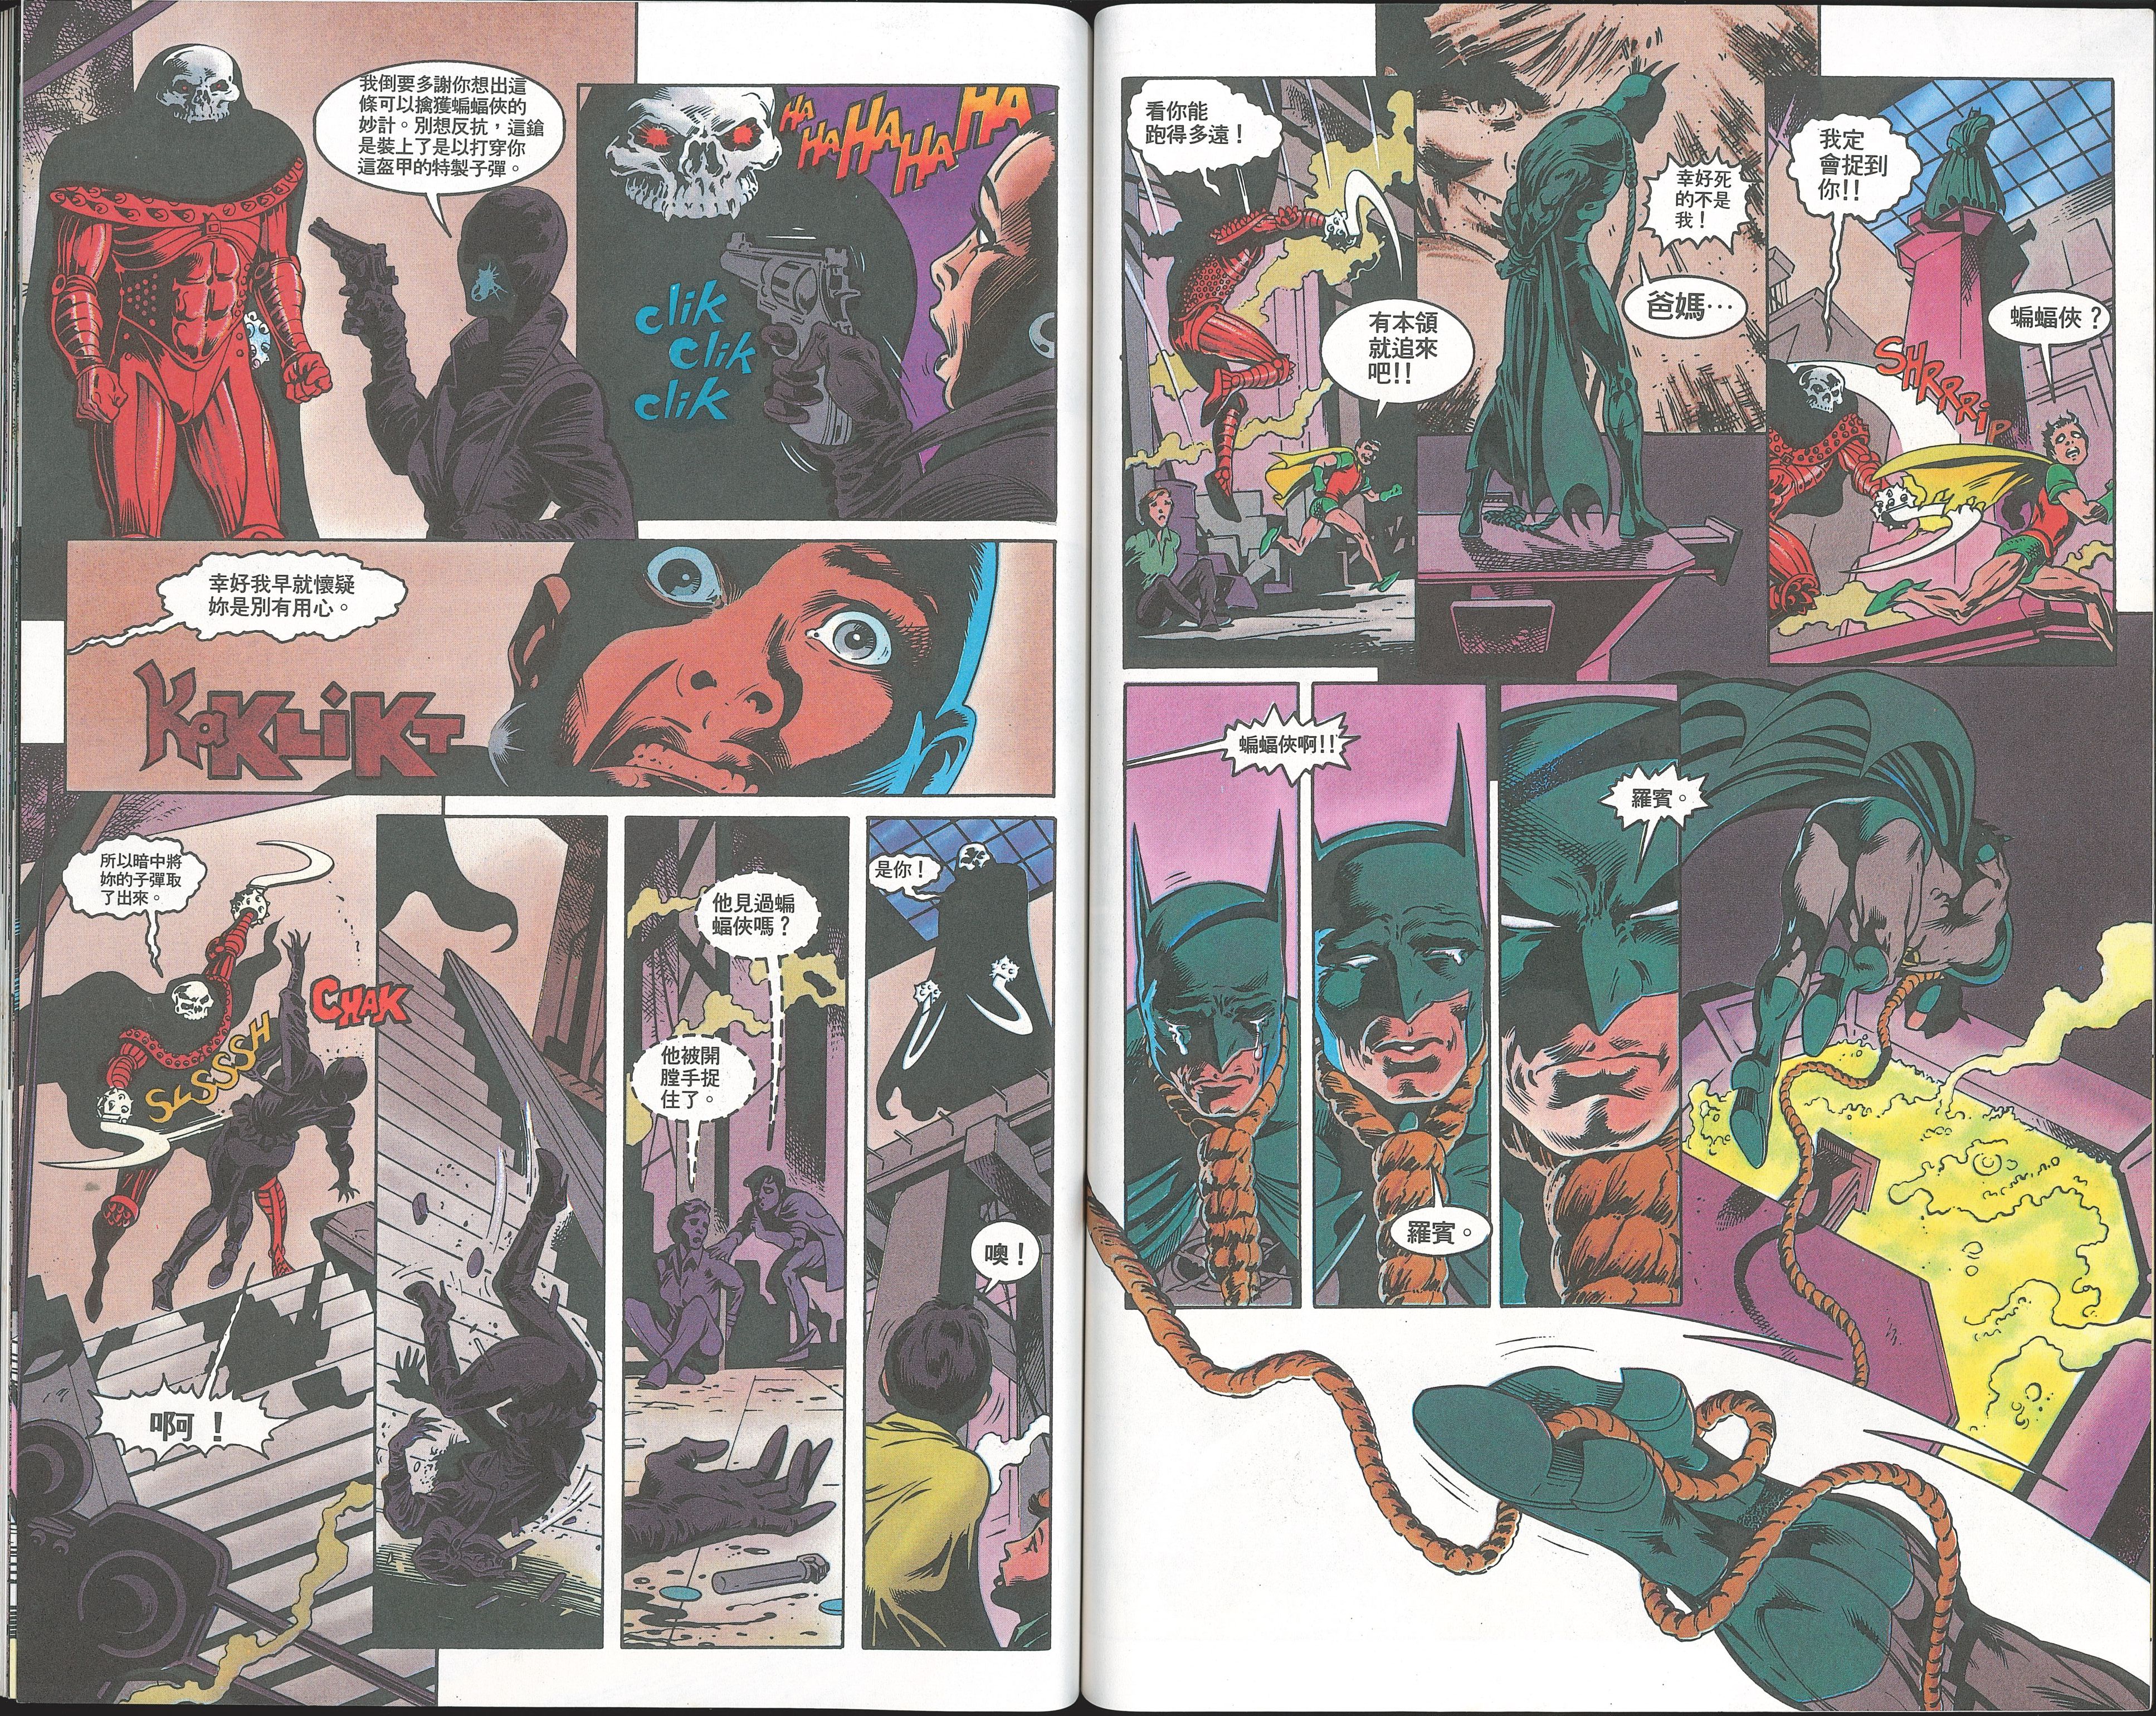 我倒要多謝你想出這
條可以擒獲蝙蝠俠的
妙計。別想反抗，這鎗
是裝上了是以打穿你
這盔甲的特製子彈。
HA
HA
HA
HA
HA
clik
clik
clik
幸好我早就懷疑
妳是別有用心。
KaKLiKT
所以暗中將
妳的子彈取
了出來。
SLSSSSH
CHAK
啊！
他見過蝙
蝠俠嗎？
他被開
膛手捉
住了。
是你！
噢！
看你能
跑得多遠！
有本領
就追來
吧!!
幸好死
的不是
我！
爸媽…
我定
會捉到
你!!
蝙蝠俠？
SHRRRiP
蝙蝠俠啊!!
羅賓。
羅賓。